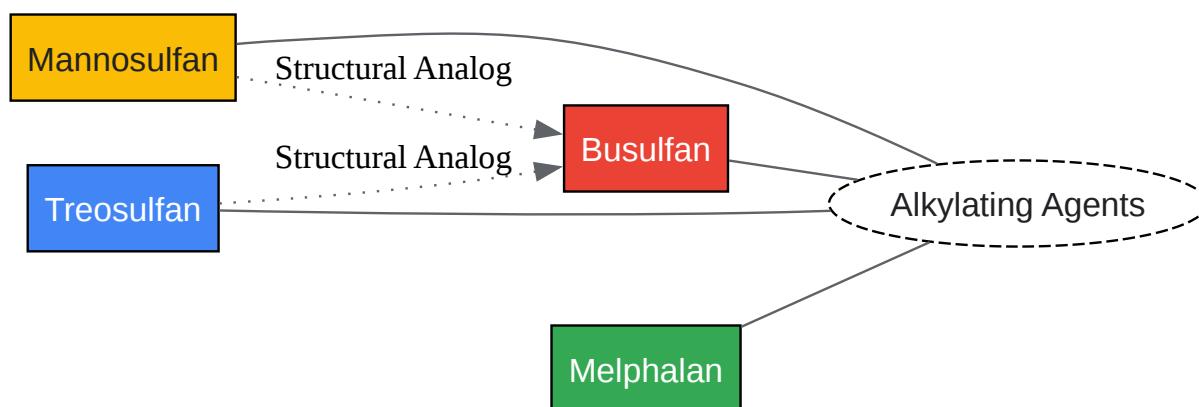 Mannosulfan
Structural Analog
Busulfan
Structural Analog
Treosulfan
Alkylating Agents
Melphalan